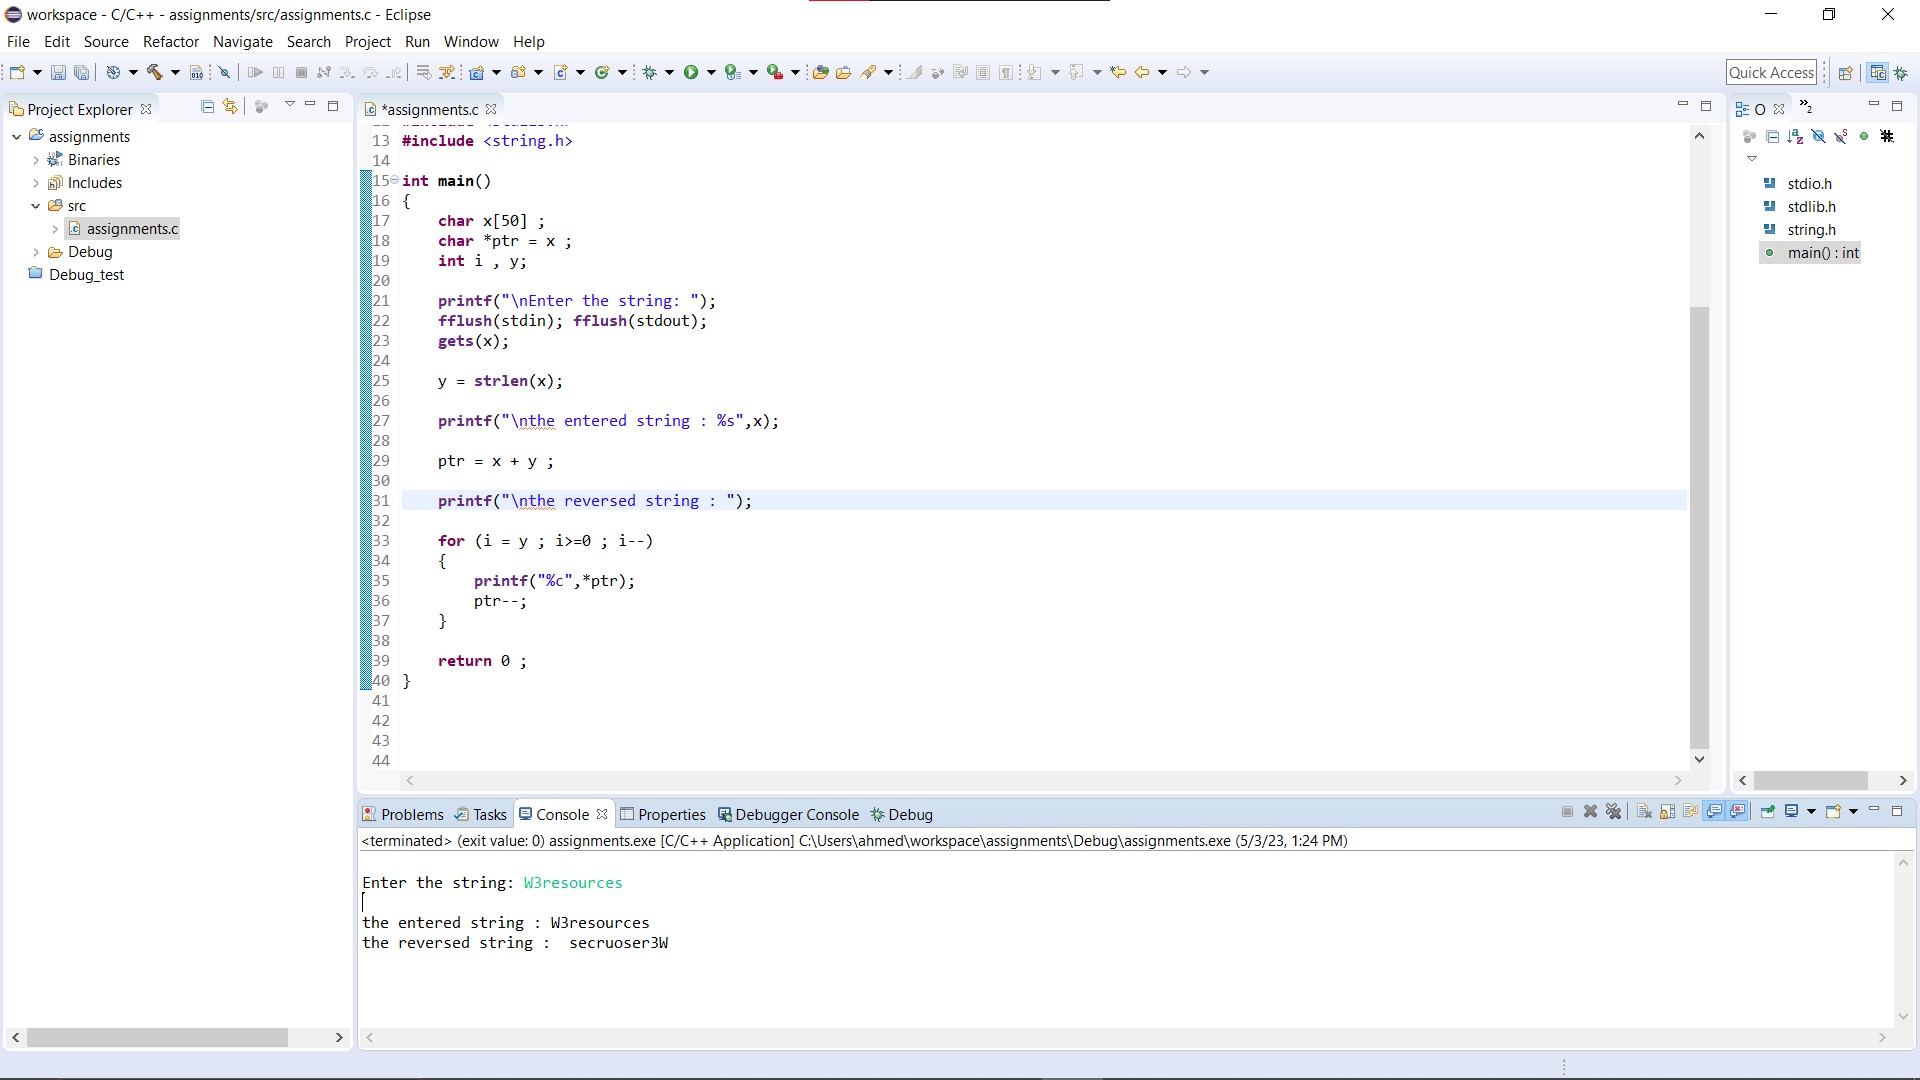 workspace - C/C++ - assignments/src/assignments.c - Eclipse
File Edit Source Refactor Navigate Search Project Run Window Help
Quick Access
Project Explorer
assignments
Binaries
Includes
src
assignments.c
Debug
Debug_test
*assignments.c
13 #include <string.h>
14
15 int main()
16 {
17     char x[50] ;
18     char *ptr = x ;
19     int i , y;
20
21     printf("\nEnter the string: ");
22     fflush(stdin); fflush(stdout);
23     gets(x);
24
25     y = strlen(x);
26
27     printf("\nthe entered string : %s",x);
28
29     ptr = x + y ;
30
31     printf("\nthe reversed string : ");
32
33     for (i = y ; i>=0 ; i--)
34     {
35         printf("%c",*ptr);
36         ptr--;
37     }
38
39     return 0 ;
40 }
41
42
43
44
O
»2
stdio.h
stdlib.h
string.h
main() : int
Problems Tasks Console Properties Debugger Console Debug
<terminated> (exit value: 0) assignments.exe [C/C++ Application] C:\Users\ahmed\workspace\assignments\Debug\assignments.exe (5/3/23, 1:24 PM)
Enter the string: W3resources
the entered string : W3resources
the reversed string :  secruoser3W